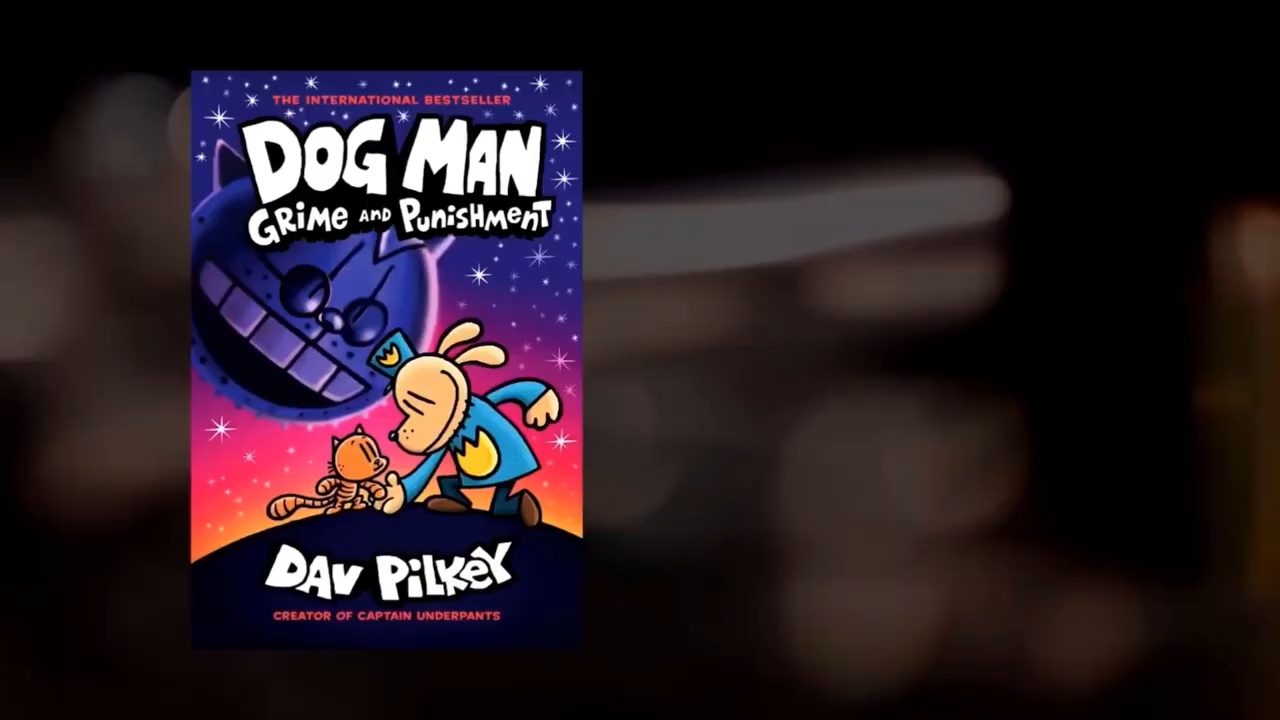 THE INTERNATIONAL BESTSELLER
DOG MAN
GRIME AND PUNISHMENT
DAV PILKEY
CREATOR OF CAPTAIN UNDERPANTS